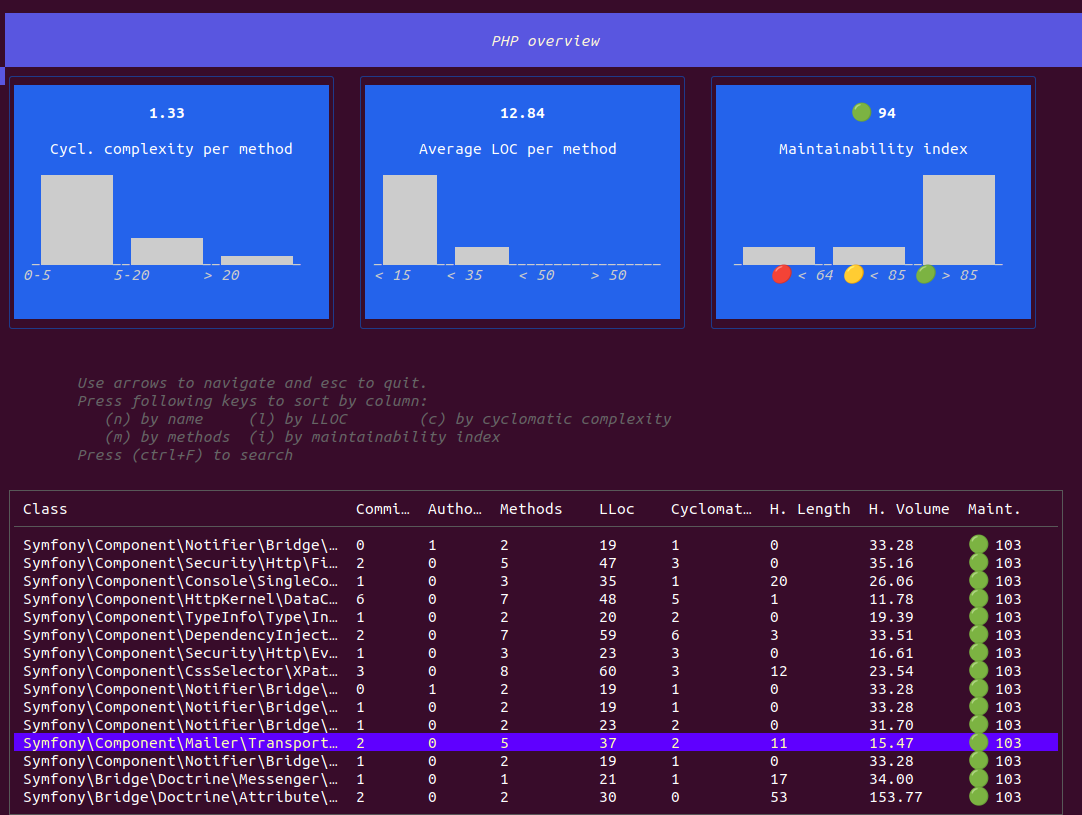 PHP overview
1.33 12.84 🟢 94
Cycl. complexity per method Average LOC per method Maintainability index
0-5 5-20 > 20 < 15 < 35 < 50 > 50 🔴 < 64 🟡 < 85 🟢 > 85
Use arrows to navigate and esc to quit.
Press following keys to sort by column:
(n) by name (l) by LLOC (c) by cyclomatic complexity
(m) by methods (i) by maintainability index
Press (ctrl+F) to search
Class Commi… Autho… Methods LLoc Cyclomat… H. Length H. Volume Maint.
Symfony\Component\Notifier\Bridge\… 0 1 2 19 1 0 33.28 🟢 103
Symfony\Component\Security\Http\Fi… 2 0 5 47 3 0 35.16 🟢 103
Symfony\Component\Console\SingleCo… 1 0 3 35 1 20 26.06 🟢 103
Symfony\Component\HttpKernel\DataC… 6 0 7 48 5 1 11.78 🟢 103
Symfony\Component\TypeInfo\Type\In… 1 0 2 20 2 0 19.39 🟢 103
Symfony\Component\DependencyInject… 2 0 7 59 6 3 33.51 🟢 103
Symfony\Component\Security\Http\Ev… 1 0 3 23 3 0 16.61 🟢 103
Symfony\Component\CssSelector\XPat… 3 0 8 60 3 12 23.54 🟢 103
Symfony\Component\Notifier\Bridge\… 0 1 2 19 1 0 33.28 🟢 103
Symfony\Component\Notifier\Bridge\… 1 0 2 19 1 0 33.28 🟢 103
Symfony\Component\Notifier\Bridge\… 1 0 2 23 2 0 31.70 🟢 103
Symfony\Component\Mailer\Transport… 2 0 5 37 2 11 15.47 🟢 103
Symfony\Component\Notifier\Bridge\… 1 0 2 19 1 0 33.28 🟢 103
Symfony\Bridge\Doctrine\Messenger\… 1 0 1 21 1 17 34.00 🟢 103
Symfony\Bridge\Doctrine\Attribute\… 2 0 2 30 0 53 153.77 🟢 103